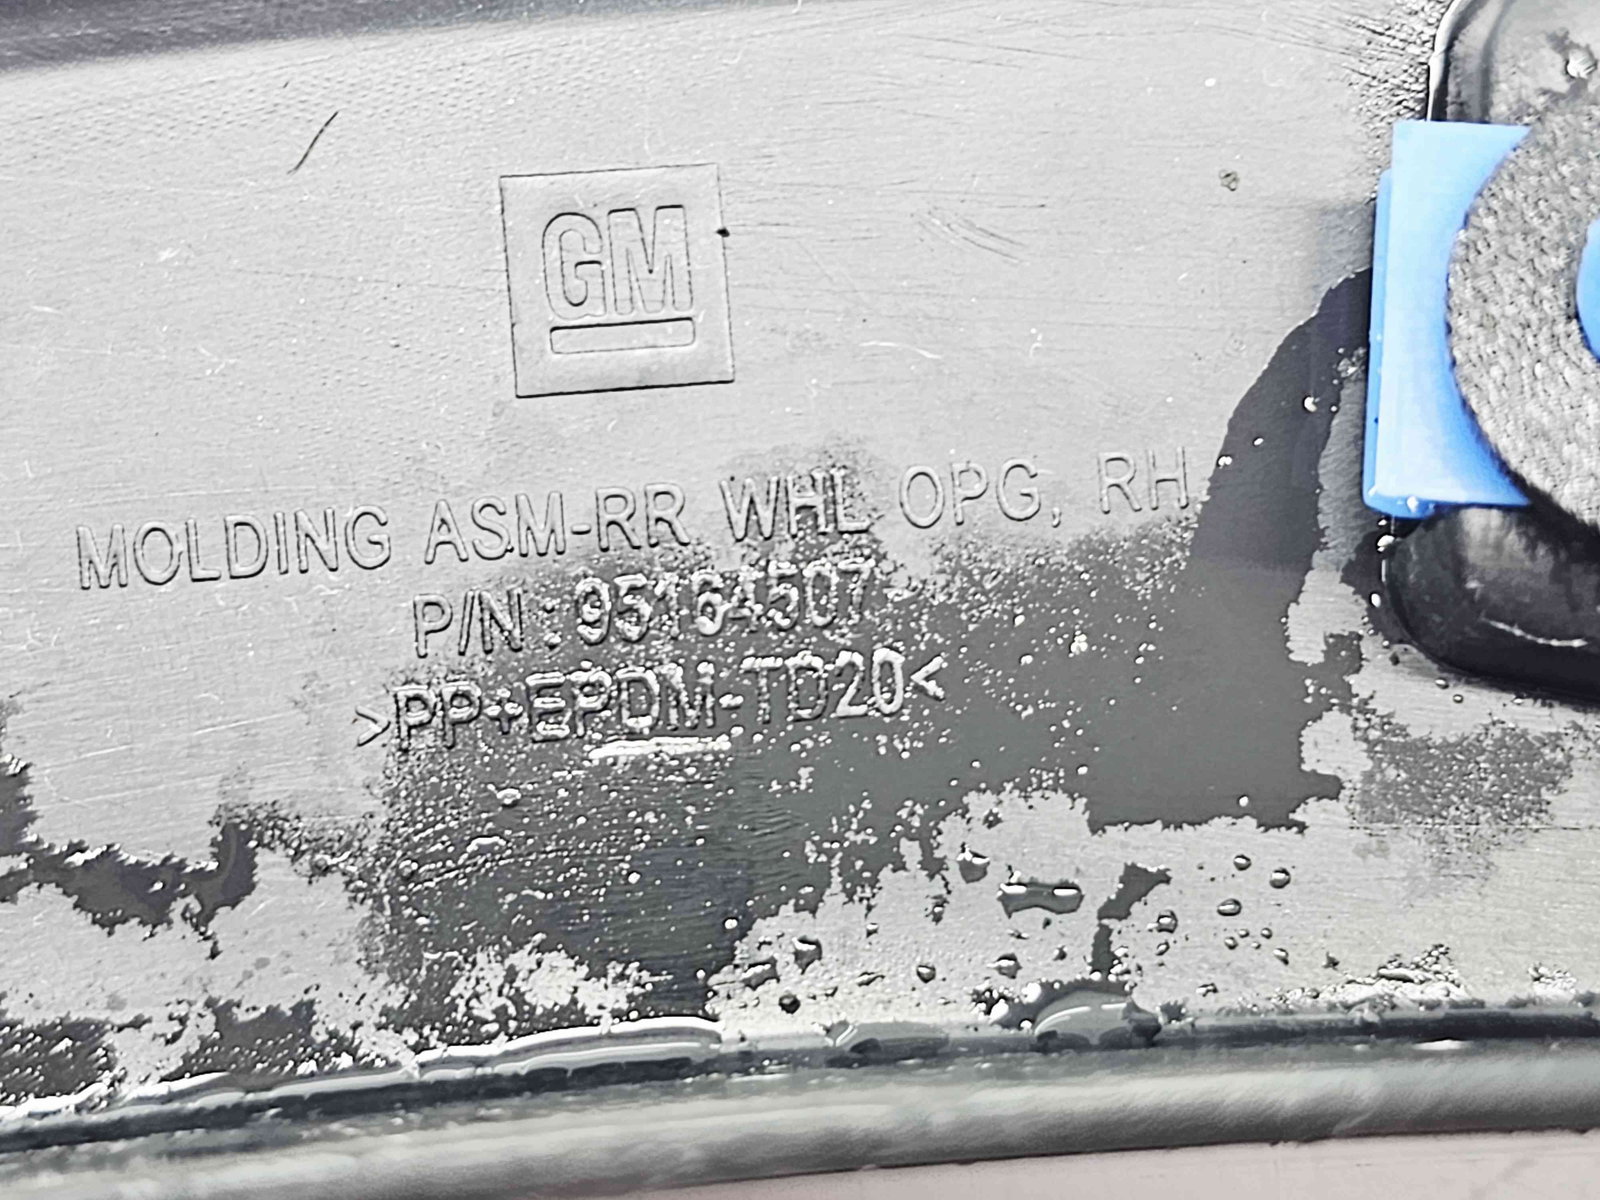 GM
MOLDING ASM-RR WHL OPG, RH
P/N : 95164507
>PP+EPDM-TD20<